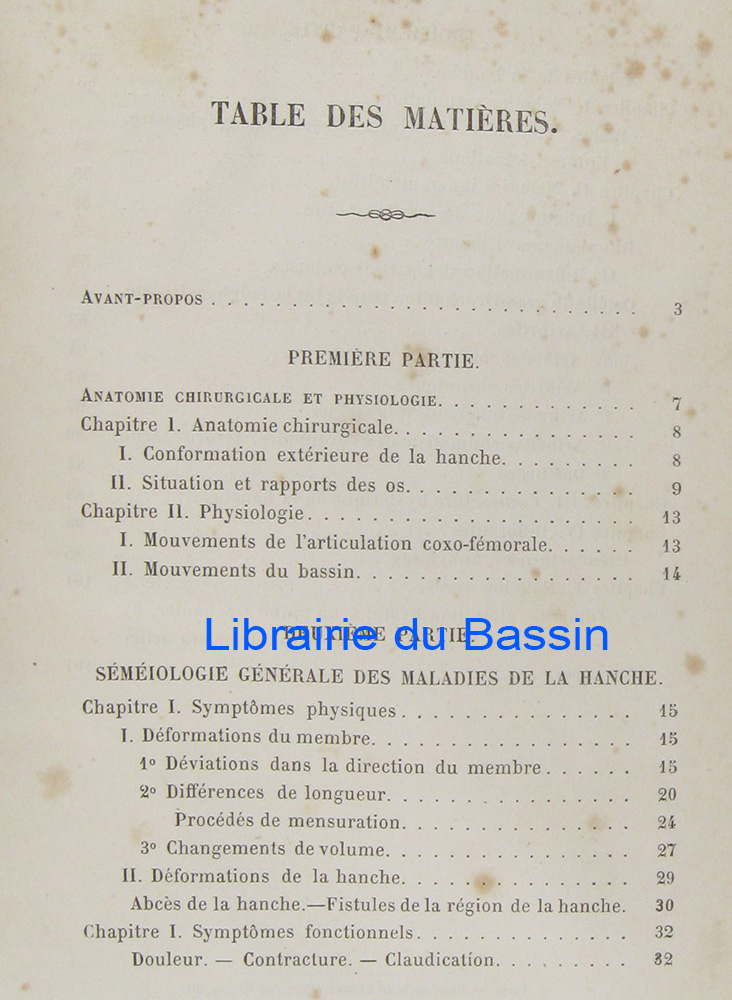 TABLE DES MATIÈRES.
AVANT-PROPOS . . . . . . . . . . . . . . . . . . . . . . . . . . . 3
PREMIÈRE PARTIE.
ANATOMIE CHIRURGICALE ET PHYSIOLOGIE. . . . . . . . . . . . . 7
Chapitre I. Anatomie chirurgicale. . . . . . . . . . . . . . . 8
I. Conformation extérieure de la hanche. . . . . . . . . 8
II. Situation et rapports des os. . . . . . . . . . . . . . . 9
Chapitre II. Physiologie. . . . . . . . . . . . . . . . . . . . 13
I. Mouvements de l'articulation coxo-fémorale. . . . . . 13
II. Mouvements du bassin. . . . . . . . . . . . . . . . . . 14
DEUXIÈME PARTIE.
Librairie du Bassin
SÉMÉIOLOGIE GÉNÉRALE DES MALADIES DE LA HANCHE.
Chapitre I. Symptômes physiques . . . . . . . . . . . . . . . 15
I. Déformations du membre. . . . . . . . . . . . . . . . . 15
1º Déviations dans la direction du membre . . . . . . 15
2º Différences de longueur. . . . . . . . . . . . . . . . 20
Procédés de mensuration. . . . . . . . . . . . . . . 24
3º Changements de volume. . . . . . . . . . . . . . . . 27
II. Déformations de la hanche. . . . . . . . . . . . . . . 29
Abcès de la hanche.—Fistules de la région de la hanche. 30
Chapitre I. Symptômes fonctionnels . . . . . . . . . . . . . . 32
Douleur. — Contracture. — Claudication. . . . . . . . . 32